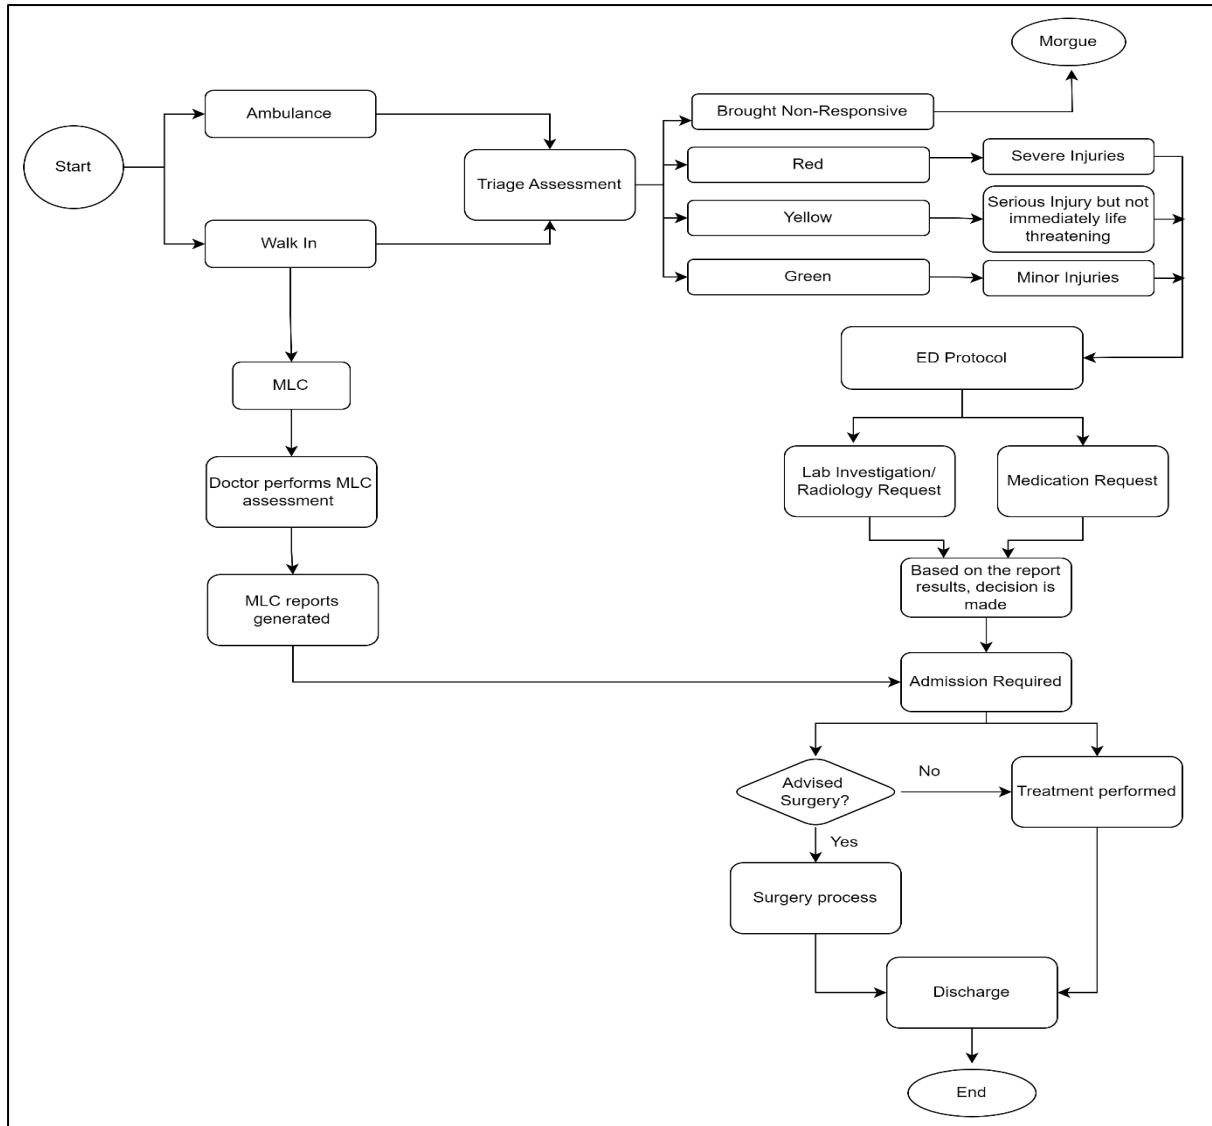 Morgue
Ambulance
Brought Non-Responsive
Start
Triage Assessment
Red
Severe Injuries
Yellow
Serious Injury but not
immediately life
threatening
Walk In
Green
Minor Injuries
ED Protocol
MLC
Doctor performs MLC
assessment
Lab Investigation/
Radiology Request
Medication Request
MLC reports
generated
Based on the report
results, decision is
made
Admission Required
Advised
Surgery?
No
Treatment performed
Yes
Surgery process
Discharge
End